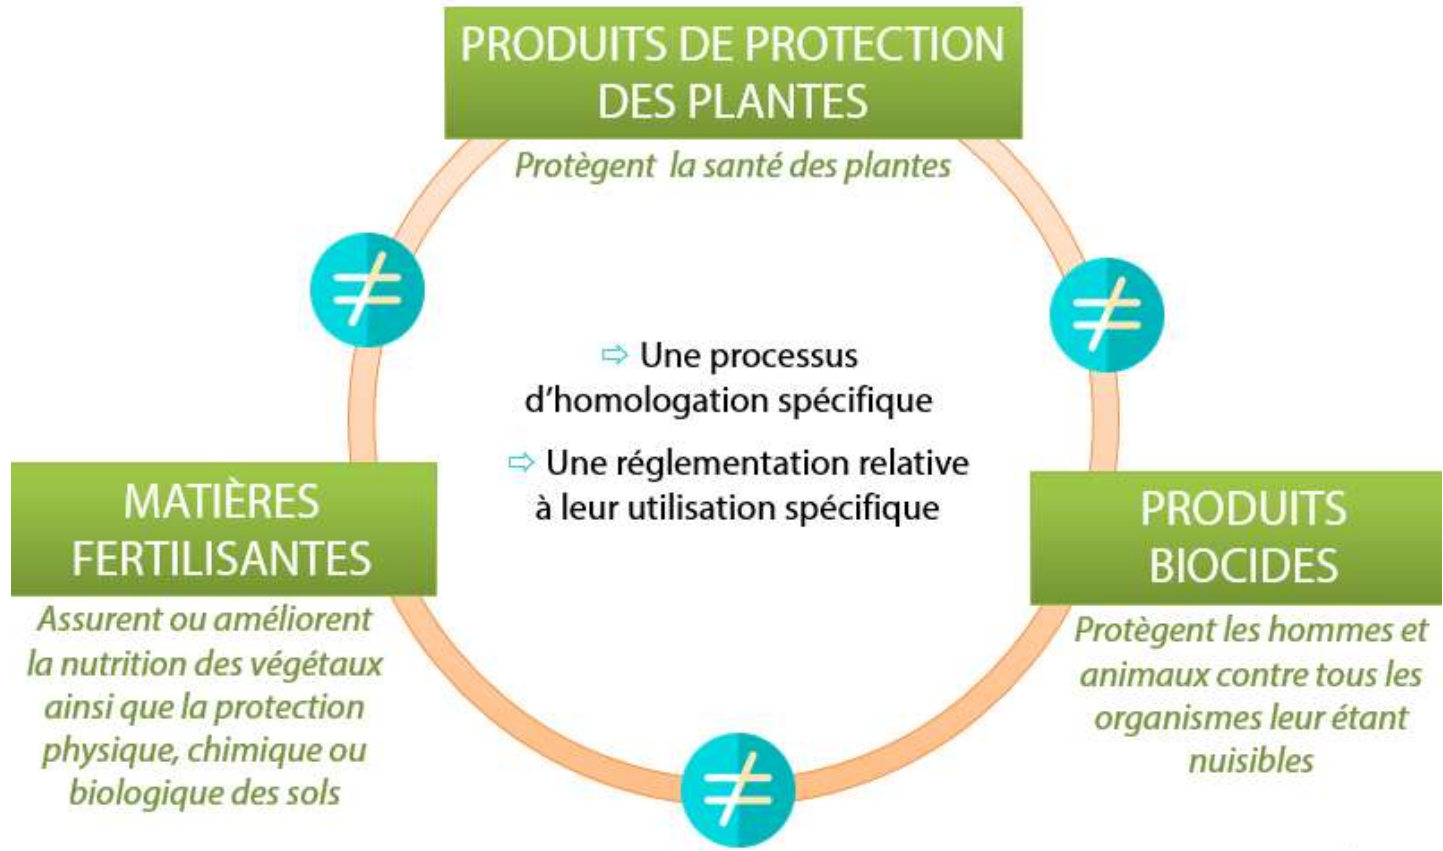 PRODUITS DE PROTECTION
DES PLANTES
Protègent la santé des plantes
≠
≠
⇨ Une processus
d'homologation spécifique
⇨ Une réglementation relative
à leur utilisation spécifique
MATIÈRES
FERTILISANTES
Assurent ou améliorent
la nutrition des végétaux
ainsi que la protection
physique, chimique ou
biologique des sols
PRODUITS
BIOCIDES
Protègent les hommes et
animaux contre tous les
organismes leur étant
nuisibles
≠